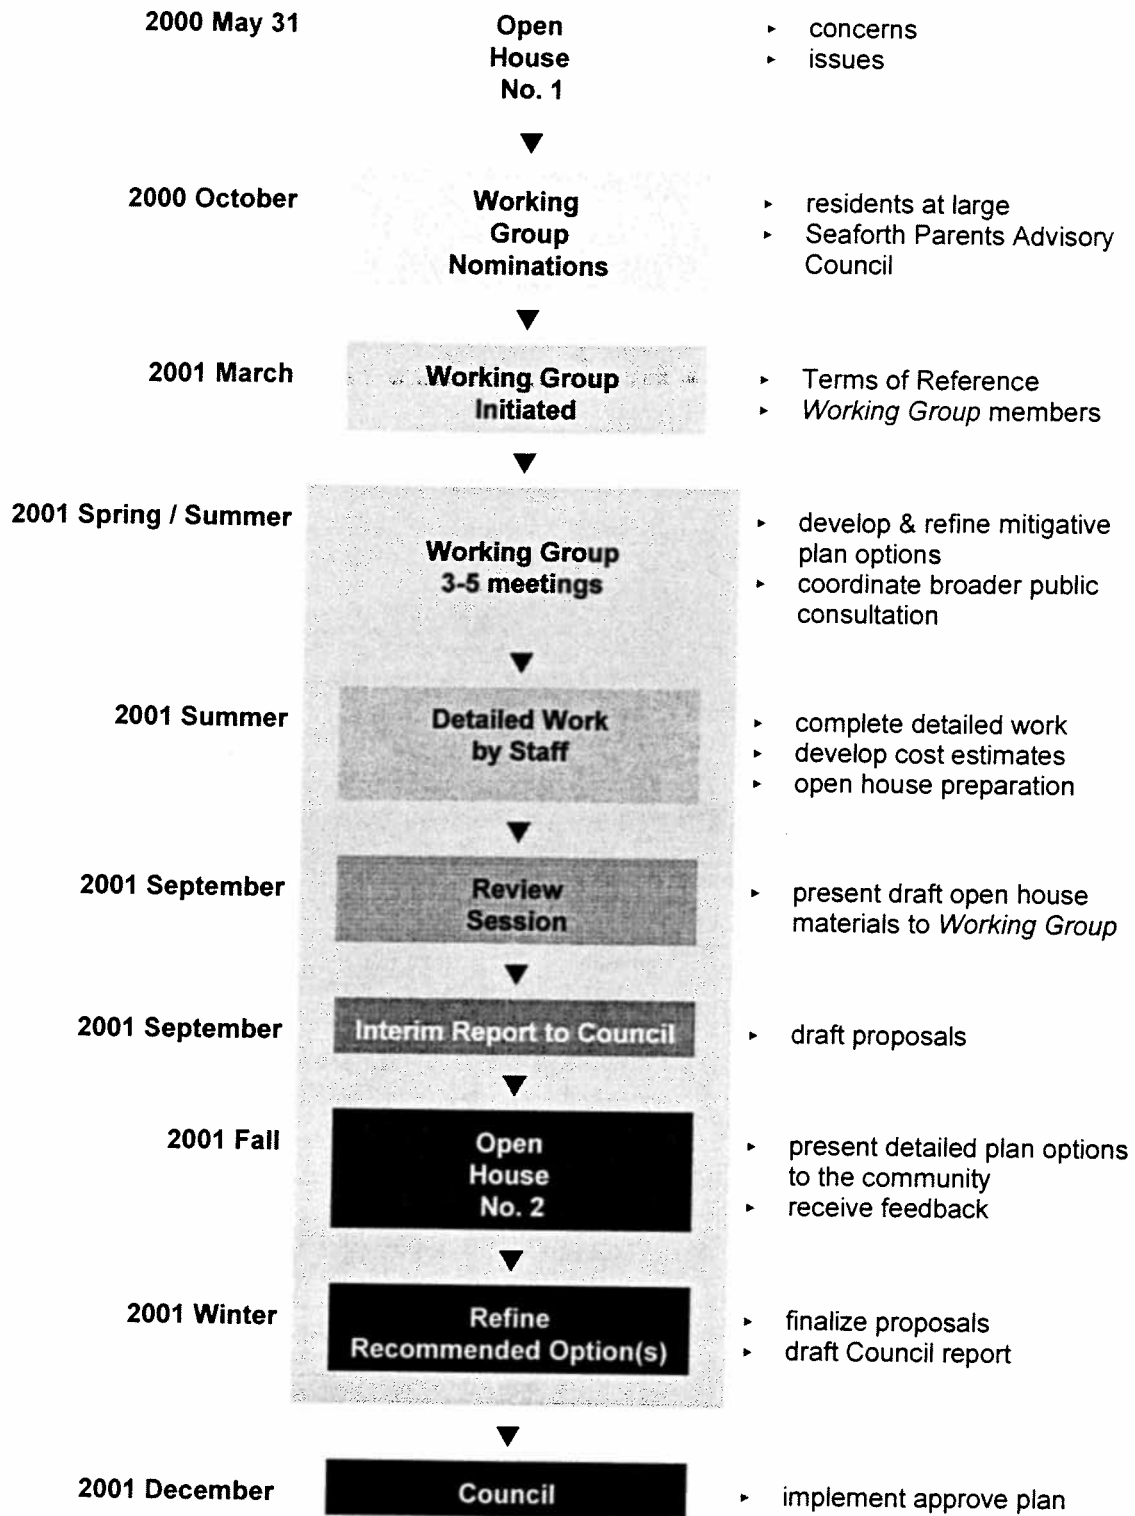 2000 May 31
Open
House
No. 1
‣ concerns
‣ issues
2000 October
Working
Group
Nominations
‣ residents at large
‣ Seaforth Parents Advisory
Council
2001 March
Working Group
Initiated
‣ Terms of Reference
‣ Working Group members
2001 Spring / Summer
Working Group
3-5 meetings
‣ develop & refine mitigative
plan options
‣ coordinate broader public
consultation
2001 Summer
Detailed Work
by Staff
‣ complete detailed work
‣ develop cost estimates
‣ open house preparation
2001 September
Review
Session
‣ present draft open house
materials to Working Group
2001 September
Interim Report to Council
‣ draft proposals
2001 Fall
Open
House
No. 2
‣ present detailed plan options
to the community
‣ receive feedback
2001 Winter
Refine
Recommended Option(s)
‣ finalize proposals
‣ draft Council report
2001 December
Council
‣ implement approve plan